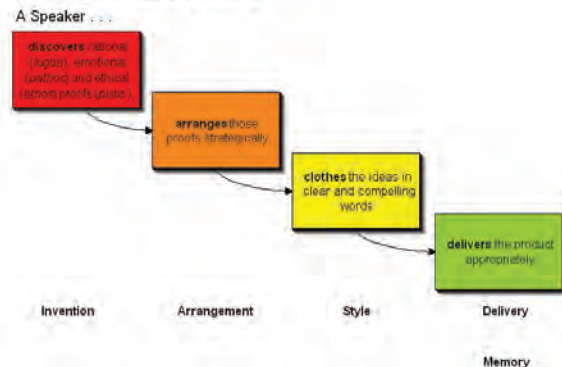 A Speaker . . .
discovers rational
(logos), emotional
(pathos) and ethical
(ethos) proofs (pistis).
arranges those
proofs strategically.
clothes the ideas in
clear and compelling
words
delivers the product
appropriately.
Invention
Arrangement
Style
Delivery
Memory